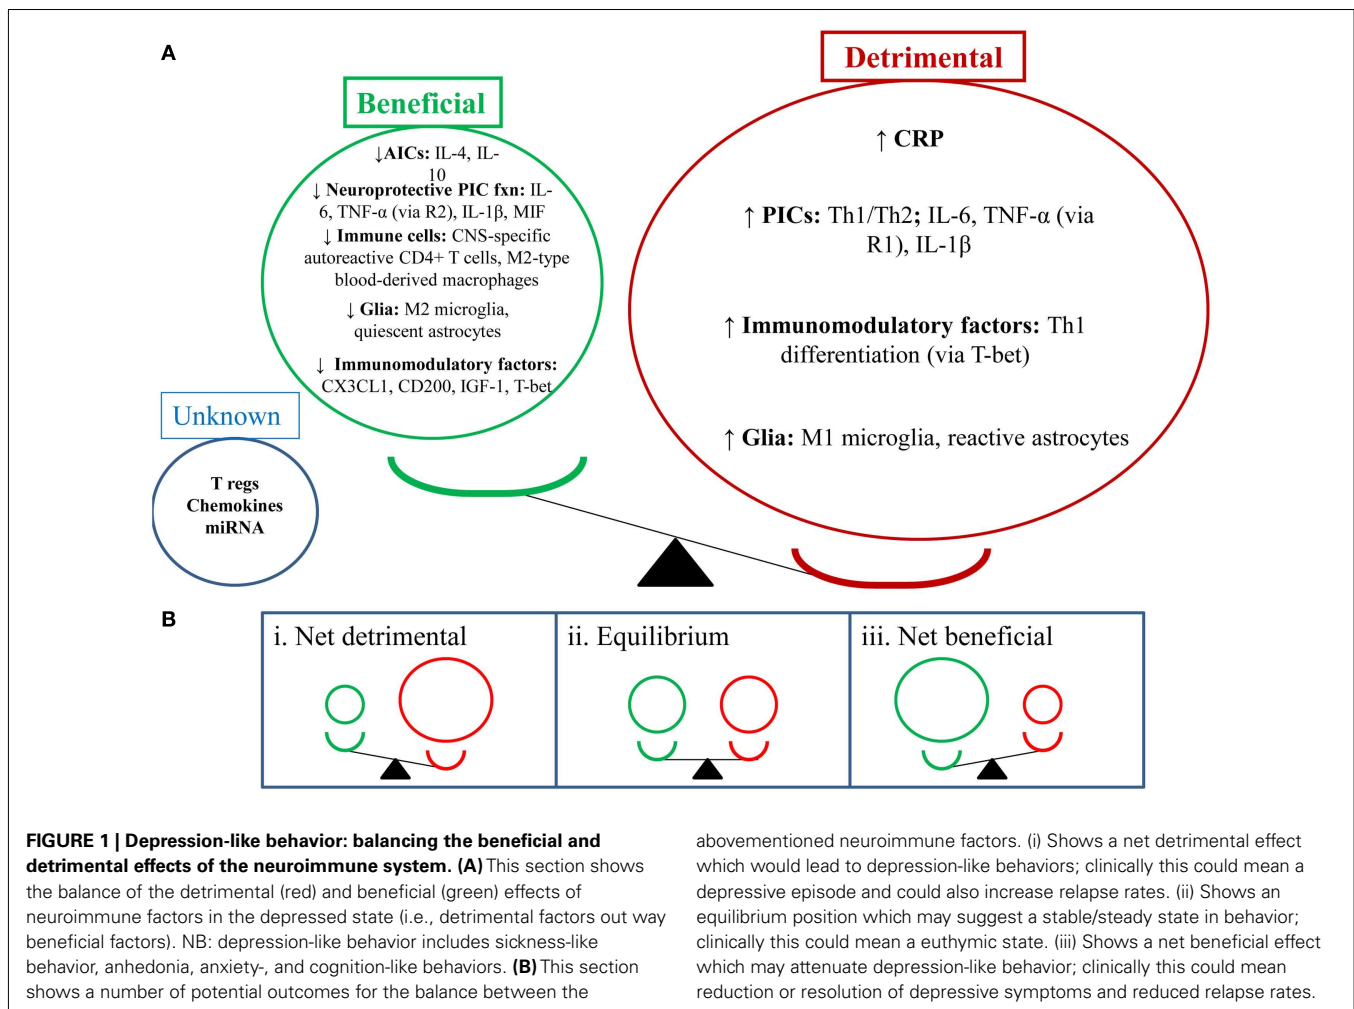 A
Beneficial
↓AICs: IL-4, IL-
10
↓ Neuroprotective PIC fxn: IL-
6, TNF-α (via R2), IL-1β, MIF
↓ Immune cells: CNS-specific
autoreactive CD4+ T cells, M2-type
blood-derived macrophages
↓ Glia: M2 microglia,
quiescent astrocytes
↓ Immunomodulatory factors:
CX3CL1, CD200, IGF-1, T-bet
Detrimental
↑ CRP
↑ PICs: Th1/Th2; IL-6, TNF-α (via
R1), IL-1β
↑ Immunomodulatory factors: Th1
differentiation (via T-bet)
↑ Glia: M1 microglia, reactive astrocytes
Unknown
T regs
Chemokines
miRNA
B
i. Net detrimental
ii. Equilibrium
iii. Net beneficial
FIGURE 1 | Depression-like behavior: balancing the beneficial and
detrimental effects of the neuroimmune system. (A) This section shows
the balance of the detrimental (red) and beneficial (green) effects of
neuroimmune factors in the depressed state (i.e., detrimental factors out way
beneficial factors). NB: depression-like behavior includes sickness-like
behavior, anhedonia, anxiety-, and cognition-like behaviors. (B) This section
shows a number of potential outcomes for the balance between the
abovementioned neuroimmune factors. (i) Shows a net detrimental effect
which would lead to depression-like behaviors; clinically this could mean a
depressive episode and could also increase relapse rates. (ii) Shows an
equilibrium position which may suggest a stable/steady state in behavior;
clinically this could mean a euthymic state. (iii) Shows a net beneficial effect
which may attenuate depression-like behavior; clinically this could mean
reduction or resolution of depressive symptoms and reduced relapse rates.